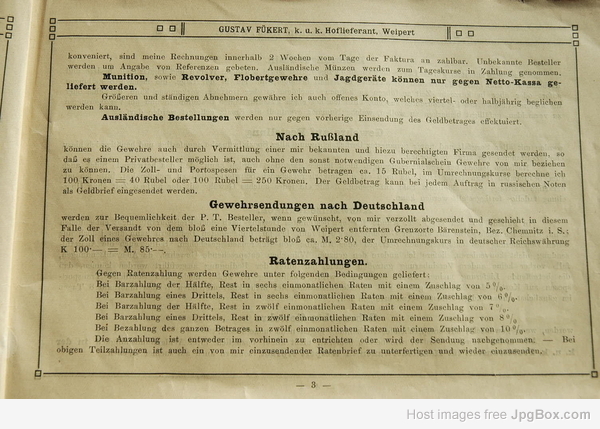 GUSTAV FÜKERT, k. u. k. Hoflieferant, Weipert
konveniert, sind meine Rechnungen innerhalb 2 Wochen vom Tage der Faktura an zahlbar. Unbekannte Besteller
werden um Angabe von Referenzen gebeten. Ausländische Münzen werden zum Tageskurse in Zahlung genommen.
Munition, sowie Revolver, Flobertgewehre und Jagdgeräte können nur gegen Netto-Kassa ge-
liefert werden.
Größeren und ständigen Abnehmern gewähre ich auch offenes Konto, welches viertel- oder halbjährig beglichen
werden kann.
Ausländische Bestellungen werden nur gegen vorherige Einsendung des Geldbetrages effektuiert.
Nach Rußland
können die Gewehre auch durch Vermittlung einer mir bekannten und hiezu berechtigten Firma gesendet werden, so
daß es einem Privatbesteller möglich ist, auch ohne den sonst notwendigen Gubernialschein Gewehre von mir beziehen
zu können. Die Zoll- und Portospesen für ein Gewehr betragen ca. 15 Rubel, im Umrechnungskurse berechne ich
100 Kronen = 40 Rubel oder 100 Rubel = 250 Kronen. Der Geldbetrag kann bei jedem Auftrag in russischen Noten
als Geldbrief eingesendet werden.
Gewehrsendungen nach Deutschland
werden zur Bequemlichkeit der P. T. Besteller, wenn gewünscht, von mir verzollt abgesendet und geschieht in diesem
Falle der Versandt von dem bloß eine Viertelstunde von Weipert entfernten Grenzorte Bärenstein, Bez. Chemnitz i. S.;
der Zoll eines Gewehres nach Deutschland beträgt bloß ca. M. 2·80, der Umrechnungskurs in deutscher Reichswährung
K 100·— = M. 85·—.
Ratenzahlungen.
Gegen Ratenzahlung werden Gewehre unter folgenden Bedingungen geliefert:
Bei Barzahlung der Hälfte, Rest in sechs einmonatlichen Raten mit einem Zuschlag von 5%.
Bei Barzahlung eines Drittels, Rest in sechs einmonatlichen Raten mit einem Zuschlag von 6%.
Bei Barzahlung der Hälfte, Rest in zwölf einmonatlichen Raten mit einem Zuschlag von 7%.
Bei Barzahlung eines Drittels, Rest in zwölf einmonatlichen Raten mit einem Zuschlag von 8%.
Bei Bezahlung des ganzen Betrages in zwölf einmonatlichen Raten mit einem Zuschlag von 10%.
Die Anzahlung ist entweder im vorhinein zu entrichten oder wird der Sendung nachgenommen. — Bei
obigen Teilzahlungen ist auch ein von mir einzusendender Ratenbrief zu unterfertigen und wieder einzusenden.
— 3 —
Host images free JpgBox.com